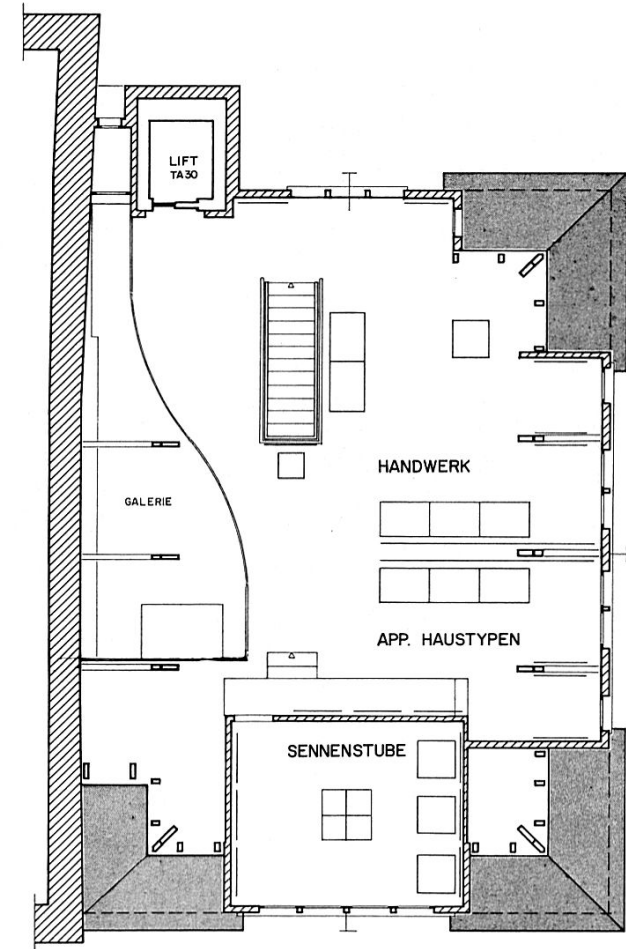 LIFT
TA30
HANDWERK
GALERIE
APP. HAUSTYPEN
SENNENSTUBE